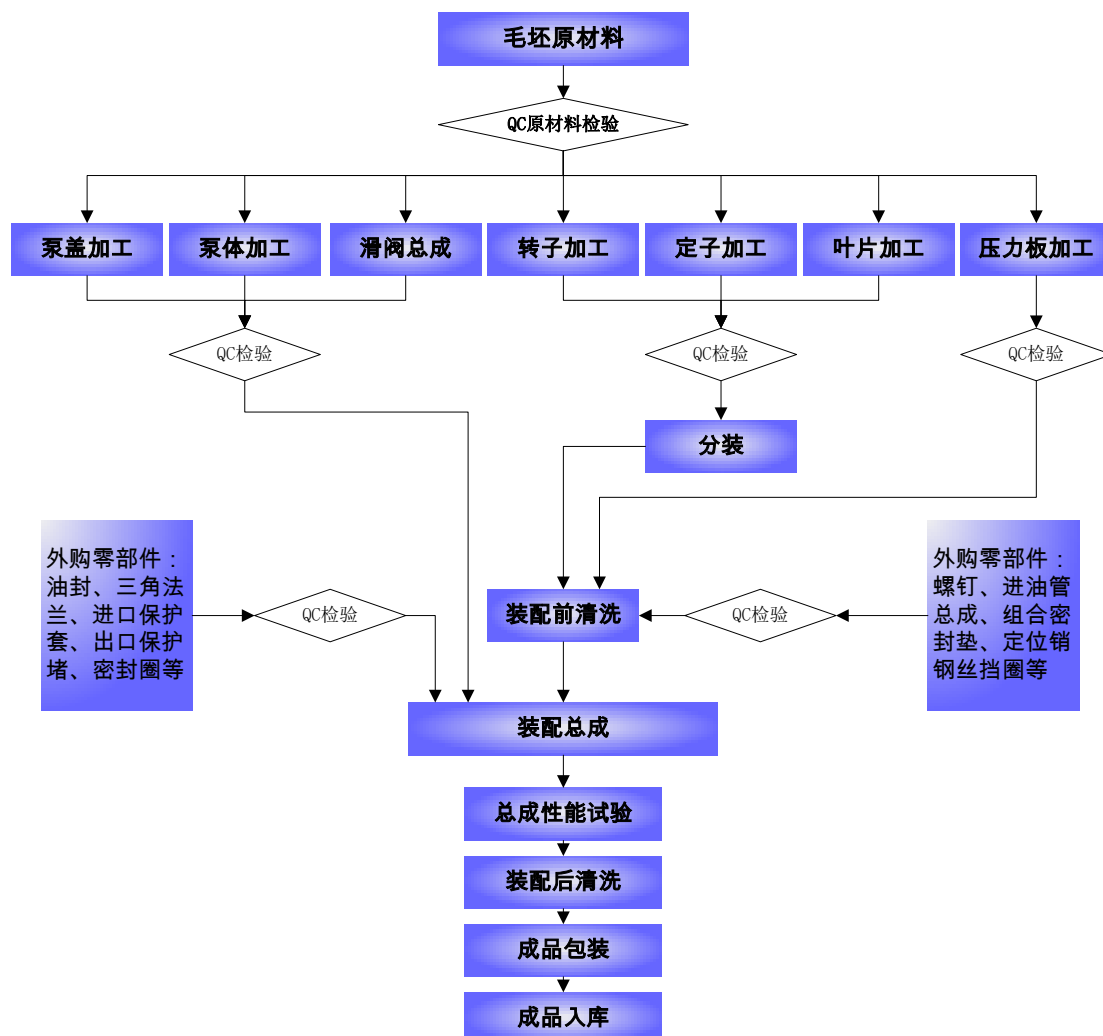 毛坯原材料
QC原材料检验
泵盖加工
泵体加工
滑阀总成
转子加工
定子加工
叶片加工
压力板加工
QC检验
QC检验
QC检验
分装
外购零部件：
油封、三角法
兰、进口保护
套、出口保护
堵、密封圈等
QC检验
装配前清洗
QC检验
外购零部件：
螺钉、进油管
总成、组合密
封垫、定位销
钢丝挡圈等
装配总成
总成性能试验
装配后清洗
成品包装
成品入库